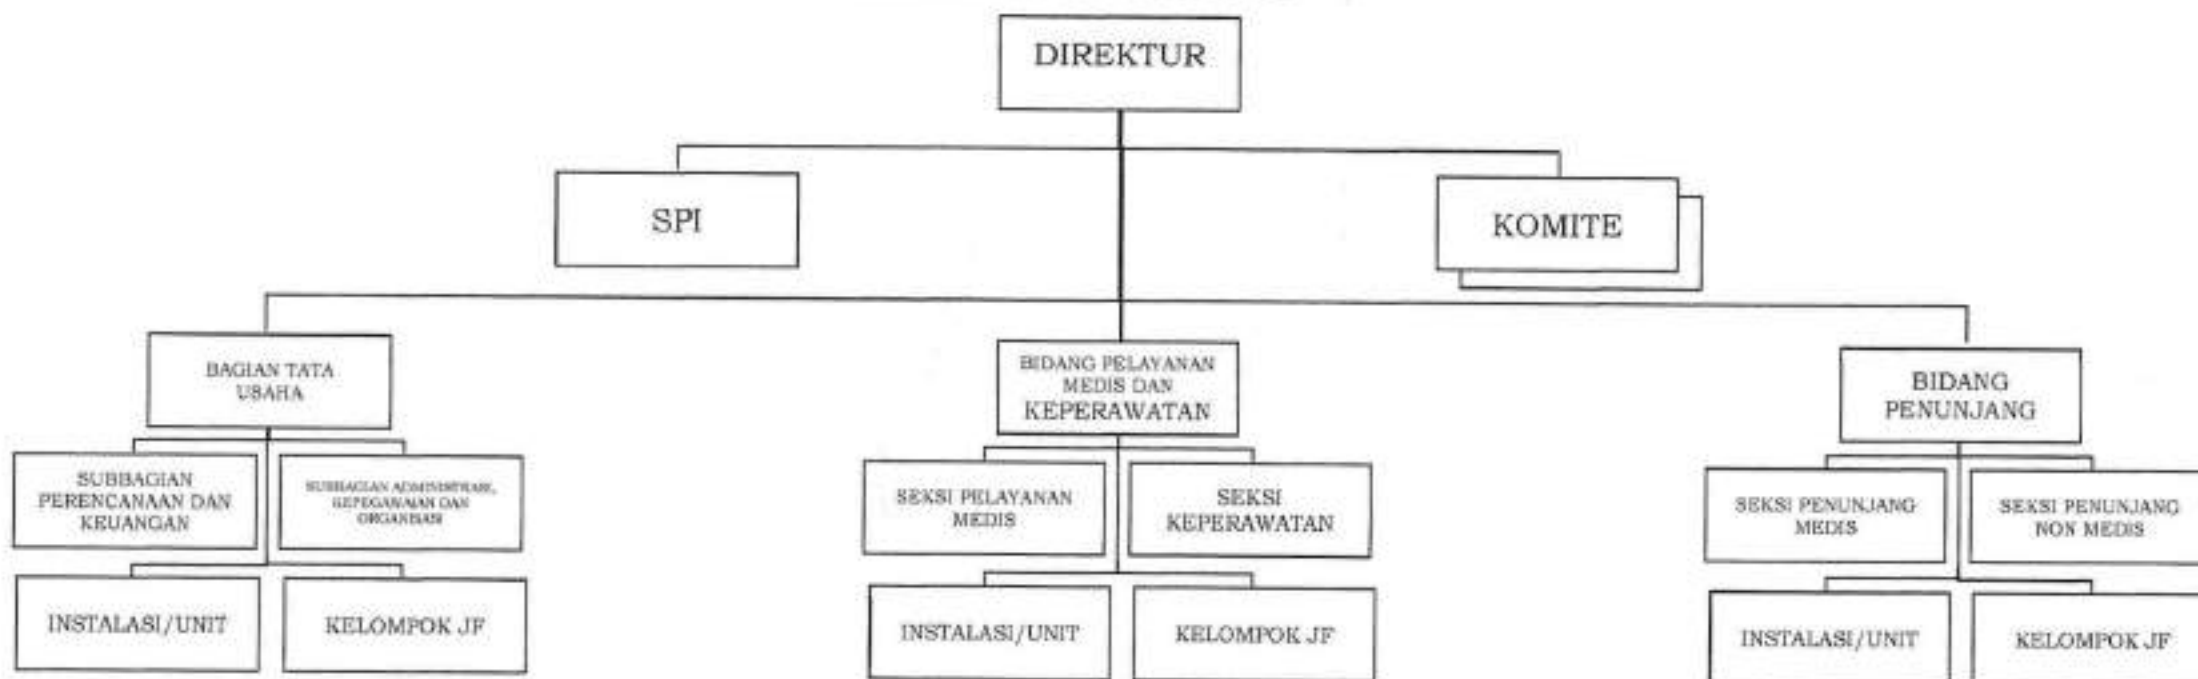 DIREKTUR
SPI
KOMITE
BAGIAN TATA
USAHA
BIDANG PELAYANAN
MEDIS DAN
KEPERAWATAN
BIDANG
PENUNJANG
SUBBAGIAN
PERENCANAAN DAN
KEUANGAN
SUBBAGIAN ADMINISTRASI,
KEPEGAWAIAN DAN
ORGANISASI
SEKSI PELAYANAN
MEDIS
SEKSI
KEPERAWATAN
SEKSI PENUNJANG
MEDIS
SEKSI PENUNJANG
NON MEDIS
INSTALASI/UNIT
KELOMPOK JF
INSTALASI/UNIT
KELOMPOK JF
INSTALASI/UNIT
KELOMPOK JF